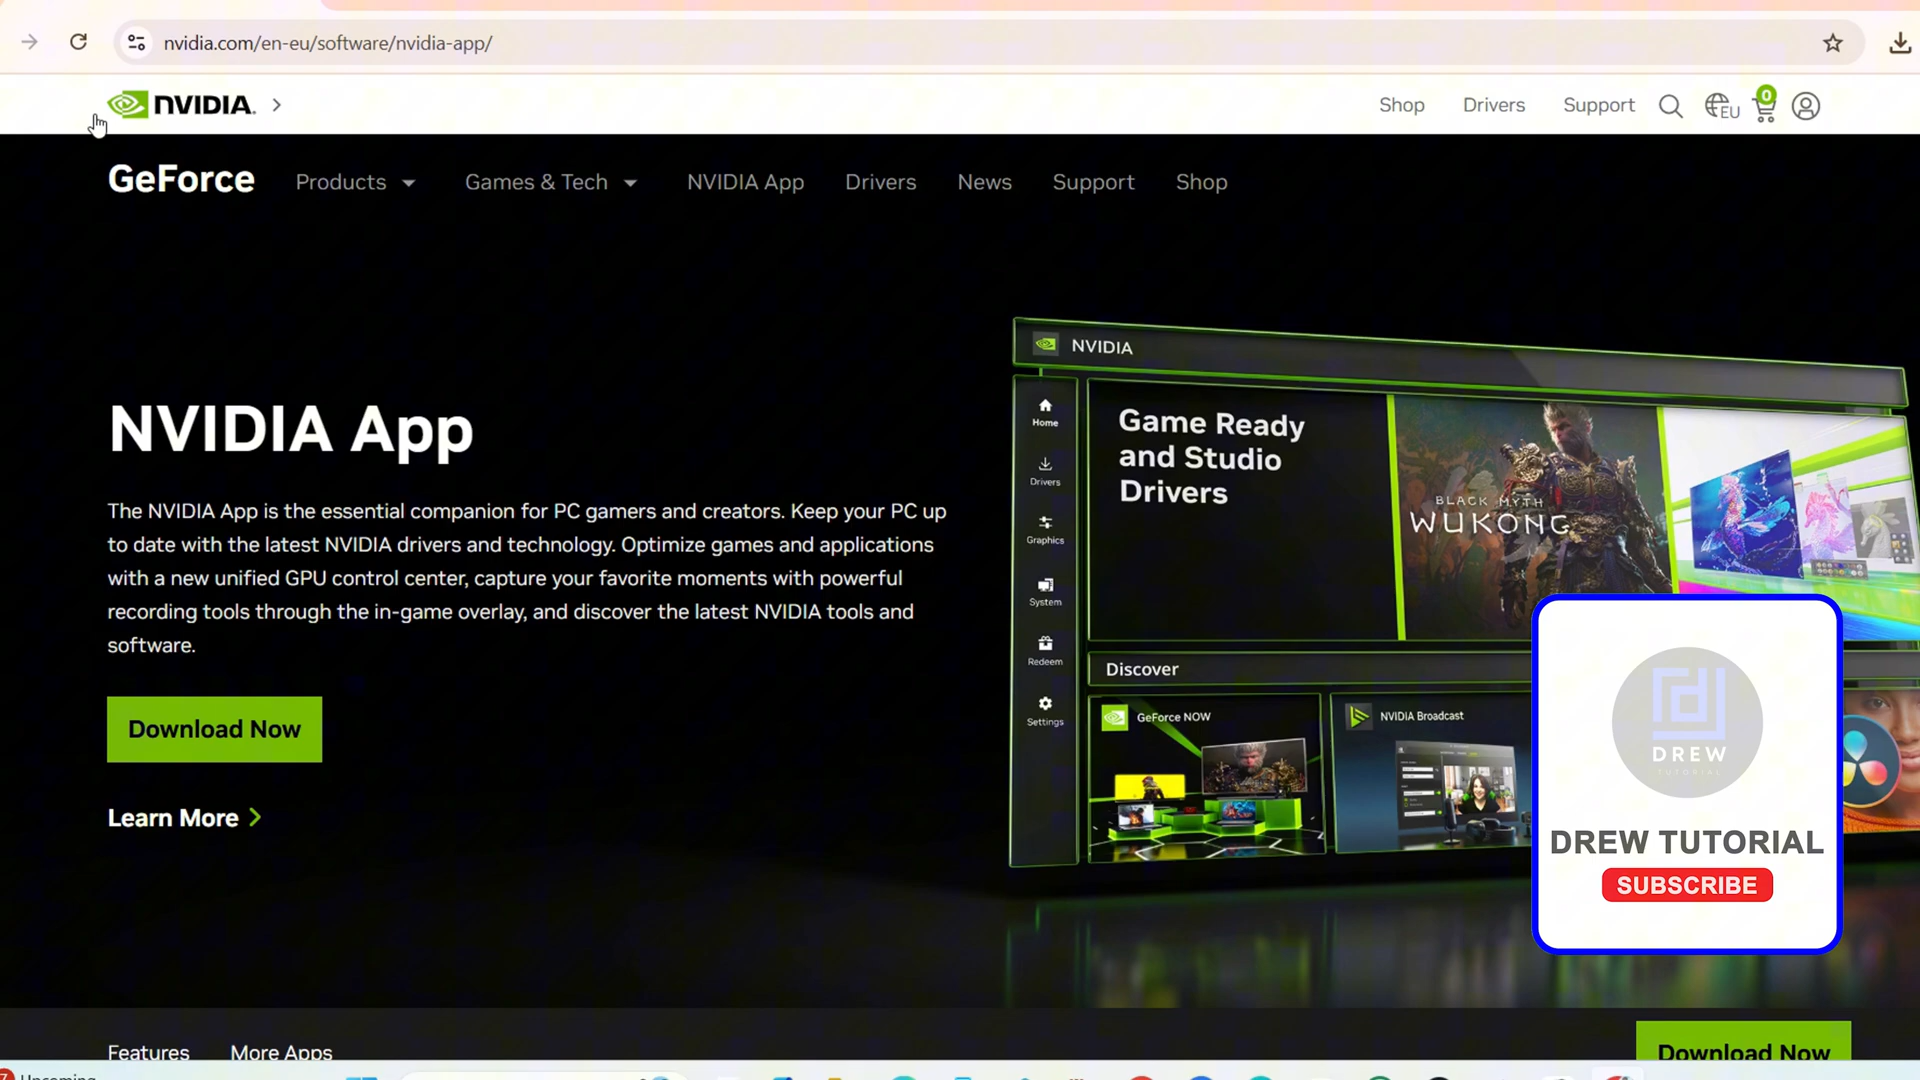 nvidia.com/en-eu/software/nvidia-app/
NVIDIA.
Shop
Drivers
Support
EU
0
GeForce
Products
Games & Tech
NVIDIA App
Drivers
News
Support
Shop
NVIDIA App
The NVIDIA App is the essential companion for PC gamers and creators. Keep your PC up
to date with the latest NVIDIA drivers and technology. Optimize games and applications
with a new unified GPU control center, capture your favorite moments with powerful
recording tools through the in-game overlay, and discover the latest NVIDIA tools and
software.
Download Now
Learn More
NVIDIA
Home
Drivers
Graphics
System
Redeem
Settings
Game Ready
and Studio
Drivers
BLACK MYTH
WUKONG
Discover
GeForce NOW
NVIDIA Broadcast
DREW
TUTORIAL
DREW TUTORIAL
SUBSCRIBE
Features
More Apps
Download Now
7
Upcoming